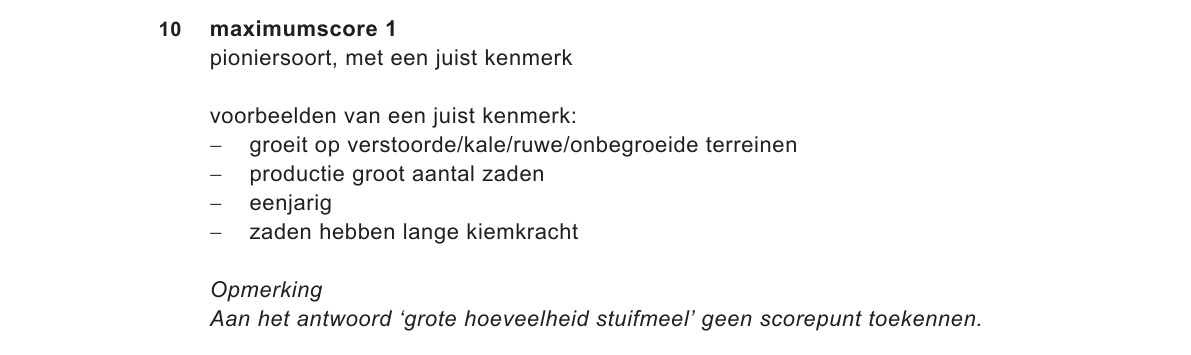 10 maximumscore 1
pioniersoort, met een juist kenmerk
voorbeelden van een juist kenmerk:
– groeit op verstoorde/kale/ruwe/onbegroeide terreinen
– productie groot aantal zaden
– eenjarig
– zaden hebben lange kiemkracht
Opmerking
Aan het antwoord ‘grote hoeveelheid stuifmeel’ geen scorepunt toekennen.